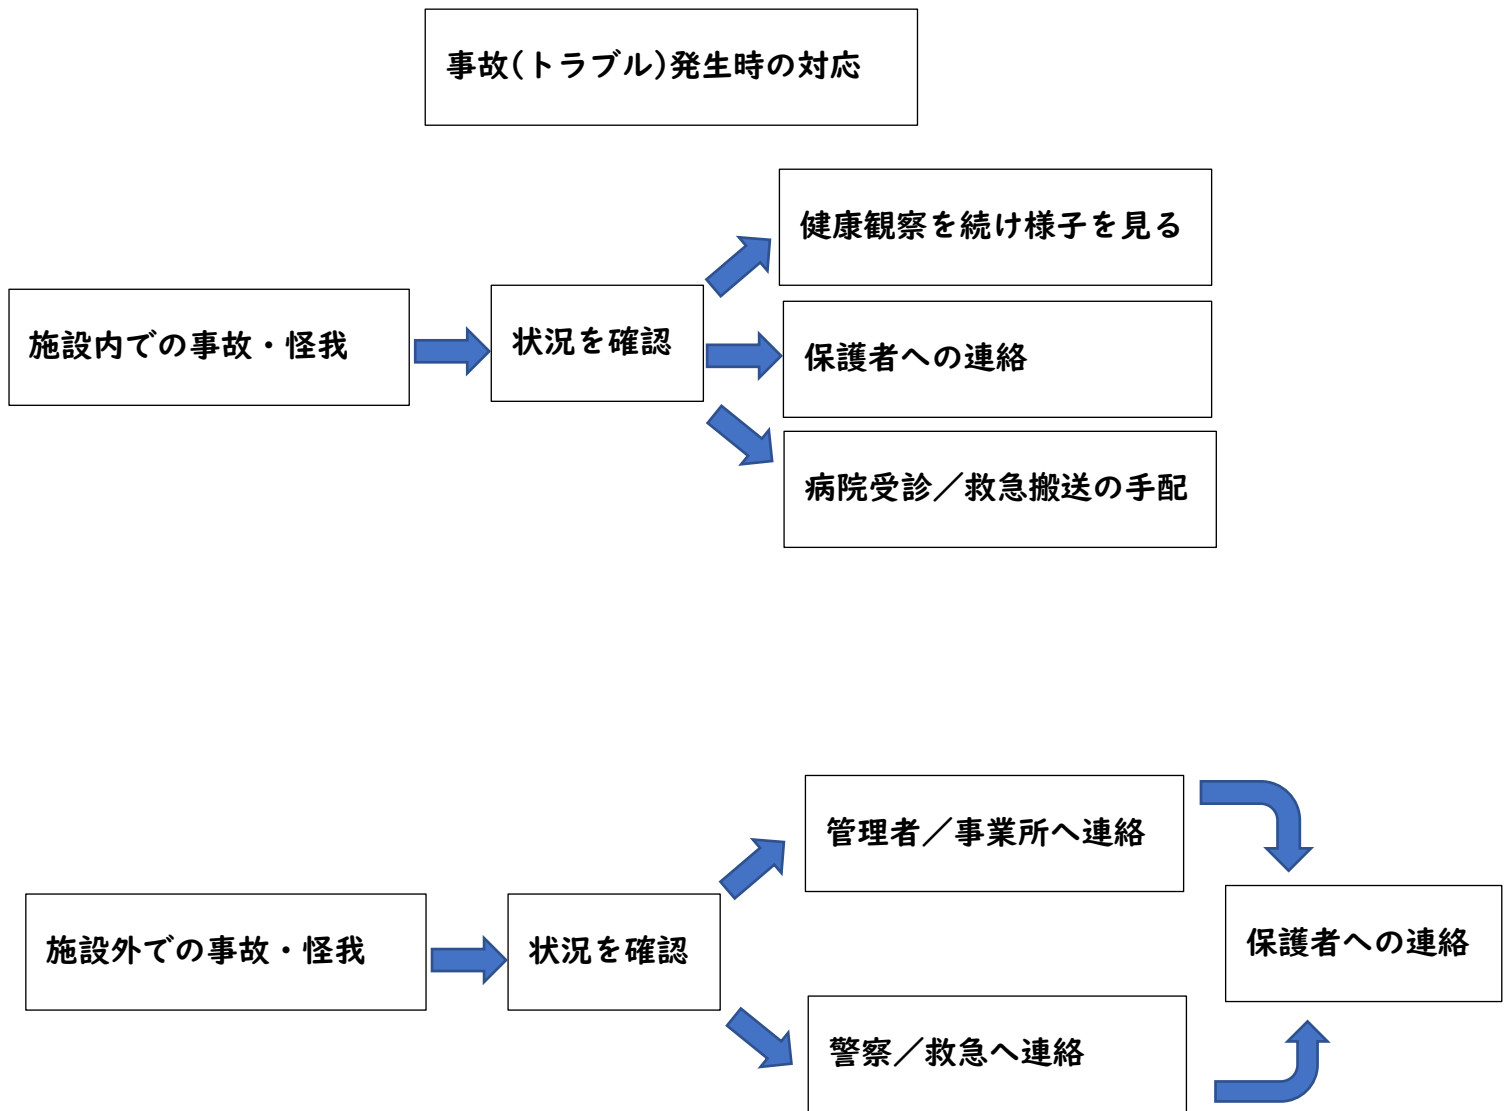 事故(トラブル)発生時の対応
健康観察を続け様子を見る
施設内での事故・怪我
状況を確認
保護者への連絡
病院受診／救急搬送の手配
管理者／事業所へ連絡
施設外での事故・怪我
状況を確認
保護者への連絡
警察／救急へ連絡